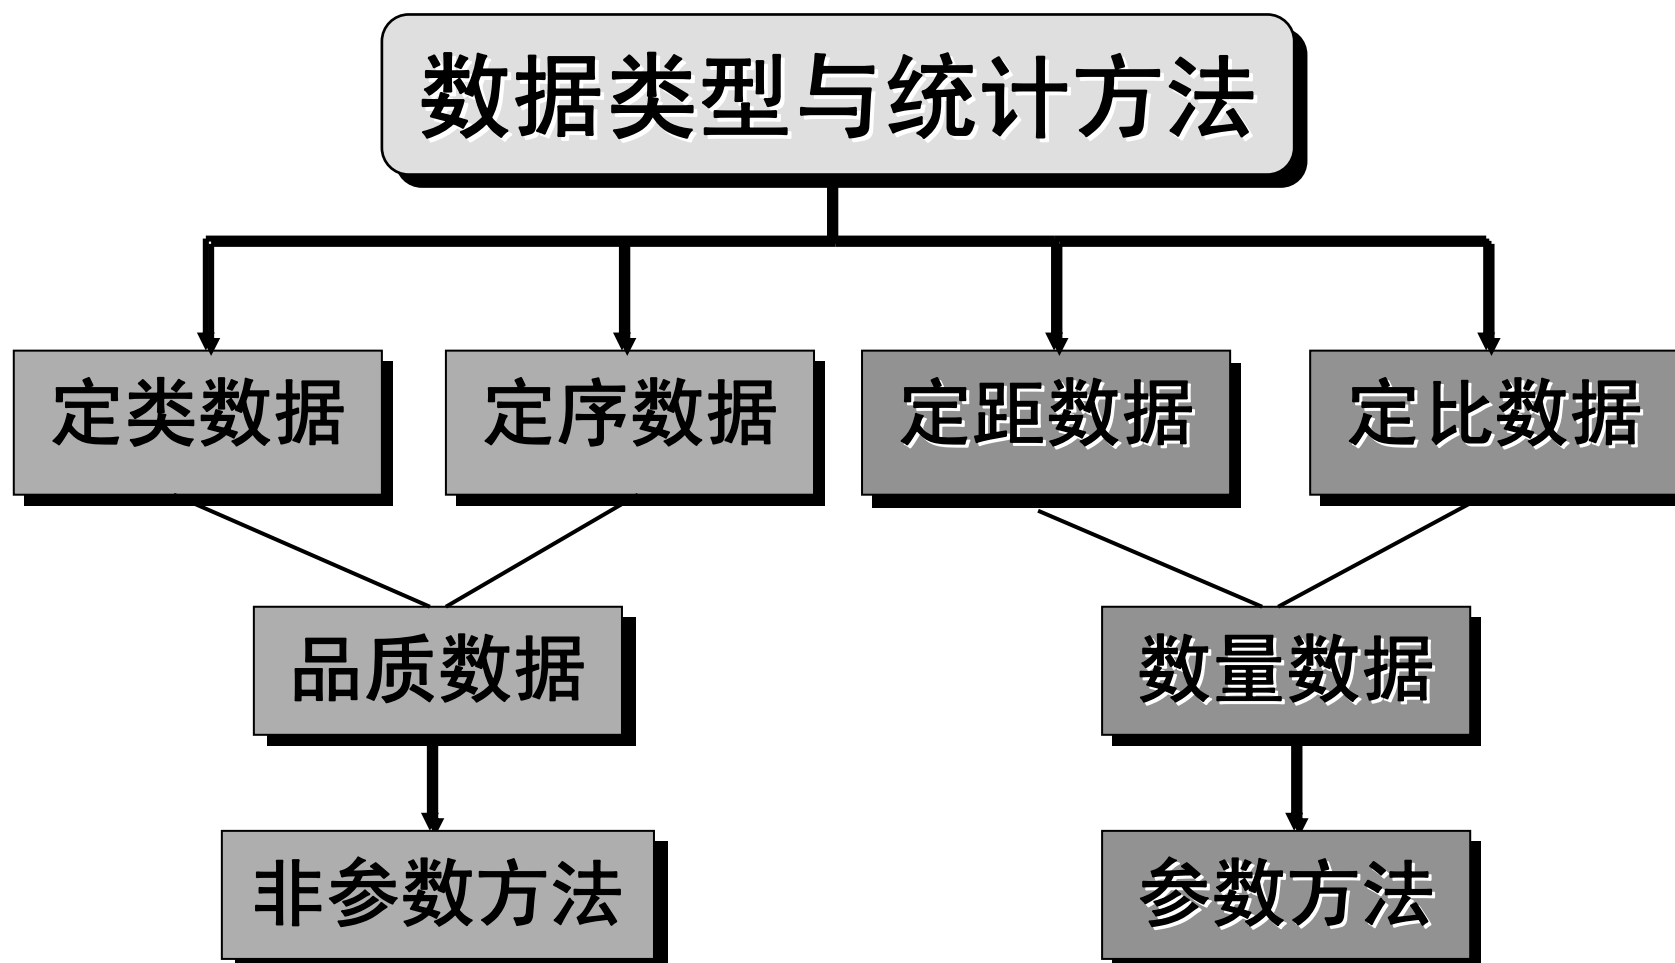 数据类型与统计方法
定类数据
定序数据
定距数据
定比数据
品质数据
数量数据
非参数方法
参数方法